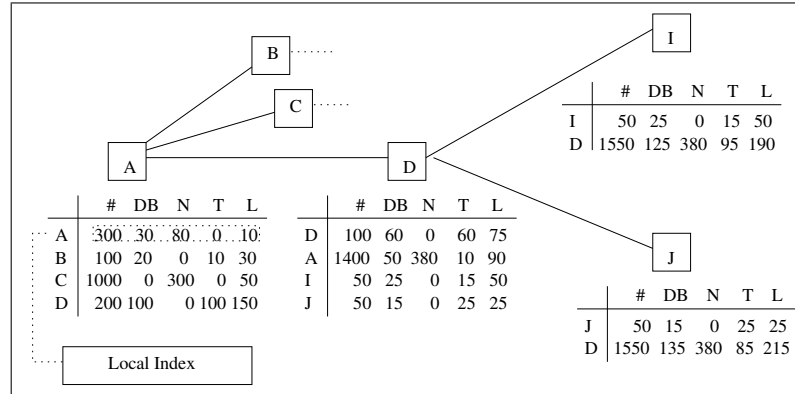 B
C
A
D
I
J
# DB N T L
A 300 30 80 0 10
B 100 20 0 10 30
C 1000 0 300 0 50
D 200 100 0 100 150
Local Index
# DB N T L
D 100 60 0 60 75
A 1400 50 380 10 90
I 50 25 0 15 50
J 50 15 0 25 25
# DB N T L
I 50 25 0 15 50
D 1550 125 380 95 190
# DB N T L
J 50 15 0 25 25
D 1550 135 380 85 215